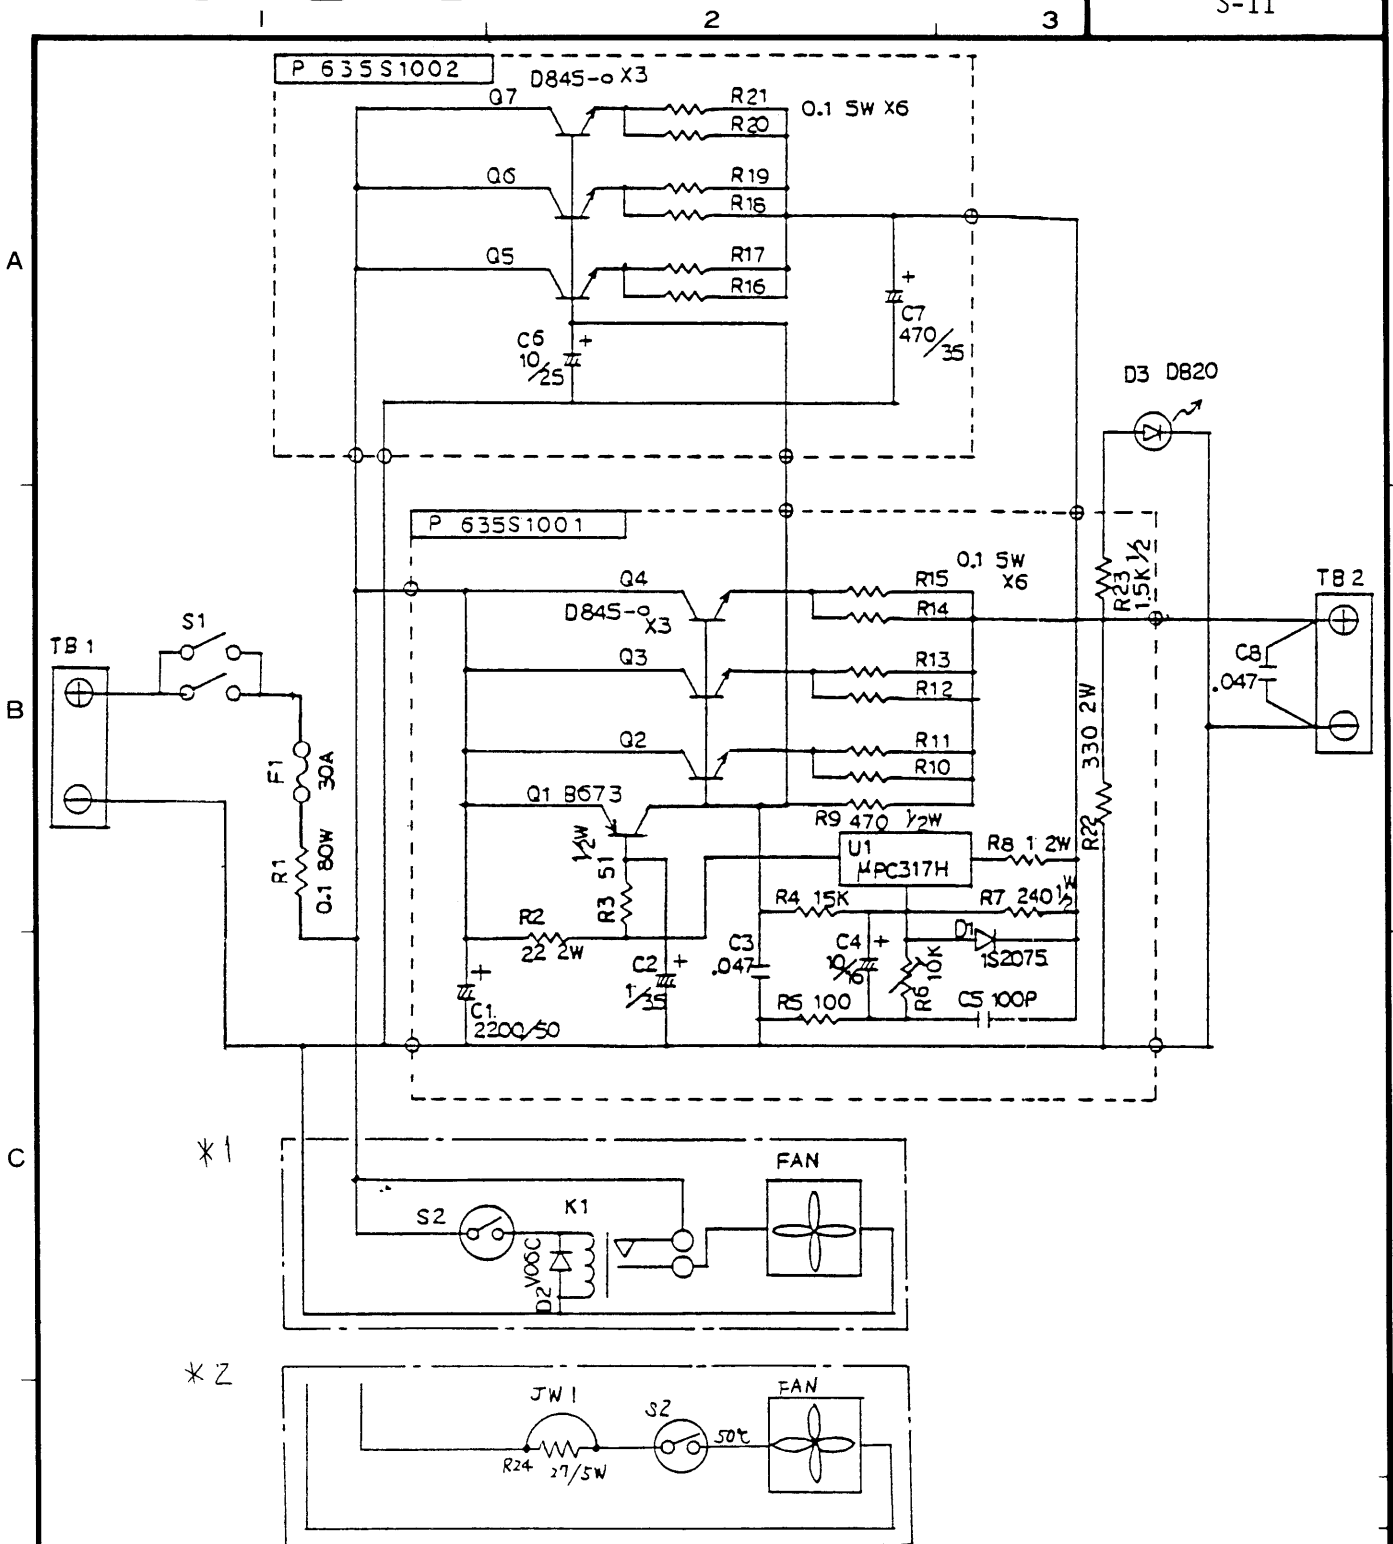 S-11
1 2 3
P 635S1002
D845-o X3
Q7
R21
0.1 5W X6
R20
Q6
R19
R18
A
Q5
R17
R16
C6
10/25
+
+
C7
470/35
D3 DB20
P 635S1001
0.1 5W
X6
Q4
R15
D845-o
X3
R14
R23
1.5K 1/2
TB 2
S1
TB 1
Q3
R13
R12
C8
.047
B
330 2W
R22
Q2
R11
R10
F1
30A
Q1 B673
R9 470 1/2W
R1
0.1 80W
1/2W
51
R3
U1
μPC317H
R8 1 2W
R4 15K
R7 240 1/2W
R2
22 2W
D1
1S2075
C3
.047
C4
10/16
+
R6 10K
C2
1/35
+
+
C1
2200/50
R5 100
C5 100P
C
*1
FAN
S2
K1
D2 V06C
*2
JW1
S2
FAN
50℃
R24
27/5W